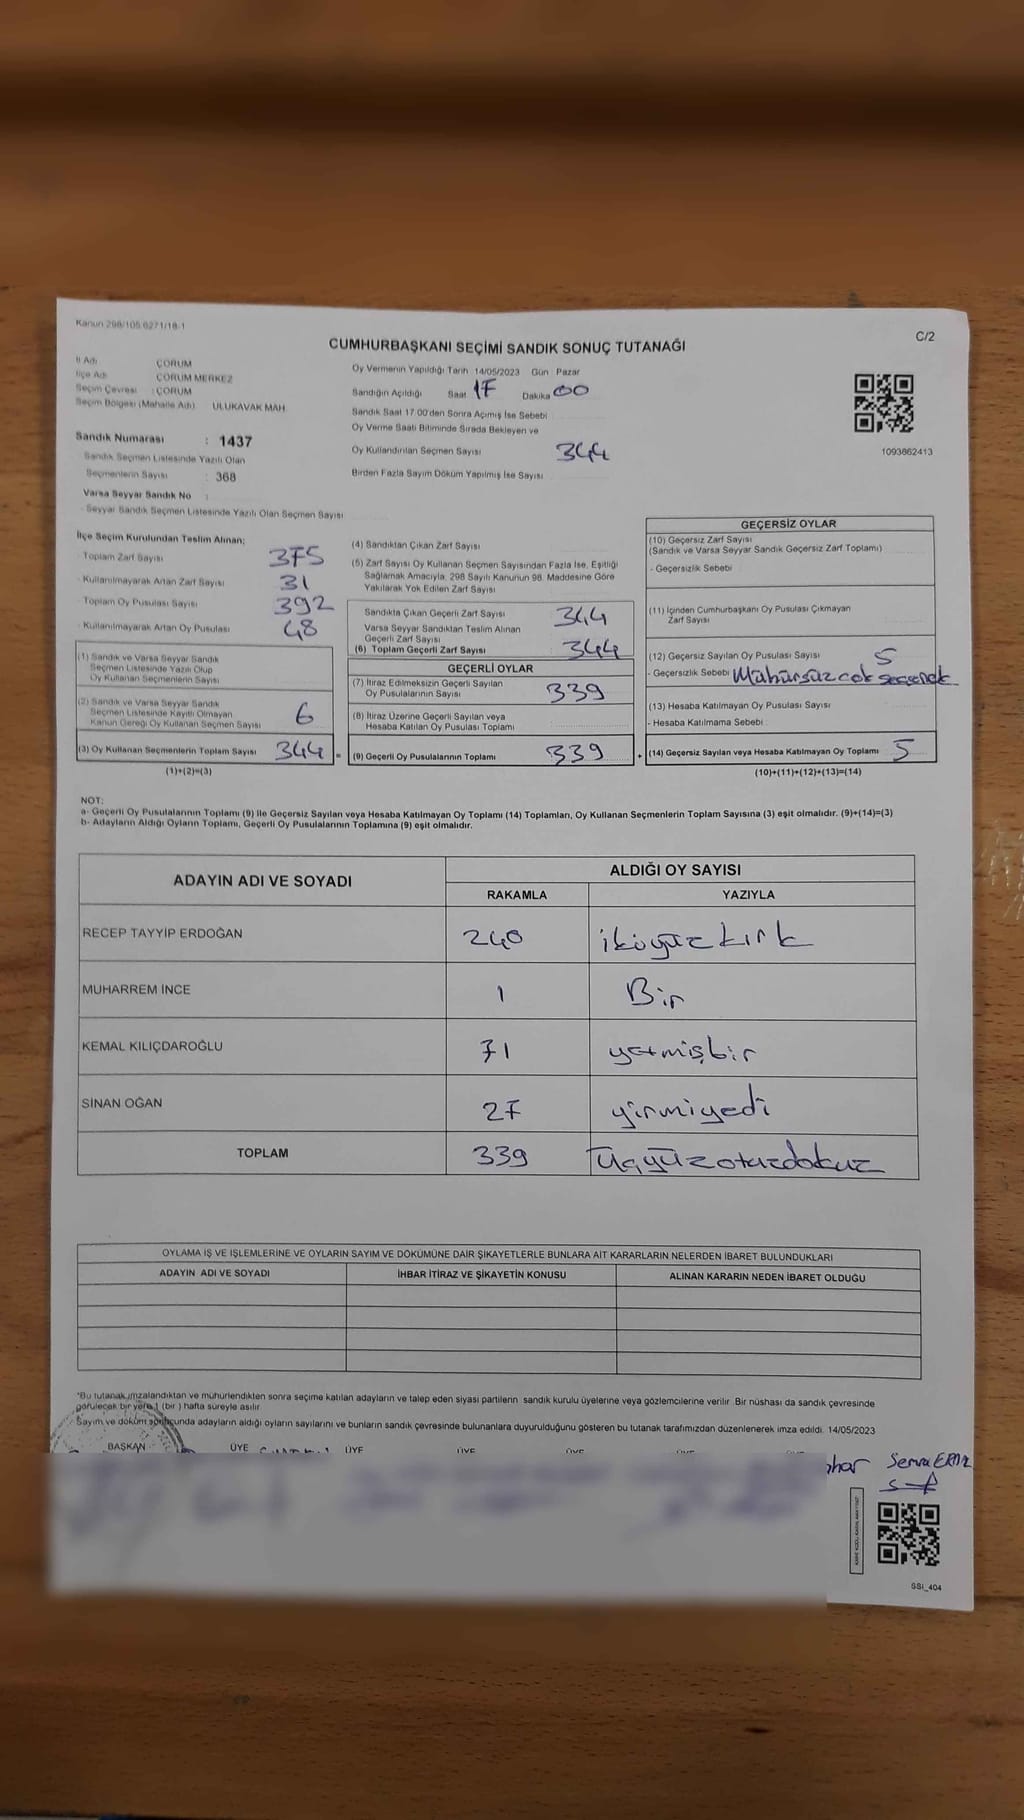 Kanun 298/105.6271/18-1
C/2
CUMHURBAŞKANI SEÇİMİ SANDIK SONUÇ TUTANAĞI
İl Adı : ÇORUM
İlçe Adı : ÇORUM MERKEZ
Seçim Çevresi : ÇORUM
Seçim Bölgesi (Mahalle Adı) ULUKAVAK MAH
Sandık Numarası : 1437
Sandık Seçmen Listesinde Yazılı Olan
Seçmenlerin Sayısı : 368
Varsa Seyyar Sandık No :
- Seyyar Sandık Seçmen Listesinde Yazılı Olan Seçmen Sayısı
Oy Vermenin Yapıldığı Tarih 14/05/2023 Gün Pazar
Sandığın Açıldığı Saat 17 Dakika 00
Sandık Saat 17.00'den Sonra Açımış İse Sebebi
Oy Verme Saati Bitiminde Sırada Bekleyen ve
Oy Kullandırılan Seçmen Sayısı 344
Birden Fazla Sayım Döküm Yapılmış İse Sayısı
1093862413
İlçe Seçim Kurulundan Teslim Alınan;
- Toplam Zarf Sayısı 375
- Kullanılmayarak Artan Zarf Sayısı 31
- Toplam Oy Pusulası Sayısı 392
- Kullanılmayarak Artan Oy Pusulası 48
(1) Sandık ve Varsa Seyyar Sandık
Seçmen Listesinde Yazılı Olup
Oy Kullanan Seçmenlerin Sayısı
(2) Sandık ve Varsa Seyyar Sandık
Seçmen Listesinde Kayıtlı Olmayan
Kanun Gereği Oy Kullanan Seçmen Sayısı 6
(3) Oy Kullanan Seçmenlerin Toplam Sayısı 344 =
(1)+(2)=(3)
(4) Sandıktan Çıkan Zarf Sayısı
(5) Zarf Sayısı Oy Kullanan Seçmen Sayısından Fazla İse, Eşitliği
Sağlamak Amacıyla, 298 Sayılı Kanunun 98. Maddesine Göre
Yakılarak Yok Edilen Zarf Sayısı
Sandıkta Çıkan Geçerli Zarf Sayısı 344
Varsa Seyyar Sandıktan Teslim Alınan
Geçerli Zarf Sayısı
(6) Toplam Geçerli Zarf Sayısı 344
GEÇERLİ OYLAR
(7) İtiraz Edilmeksizin Geçerli Sayılan
Oy Pusulalarının Sayısı 339
(8) İtiraz Üzerine Geçerli Sayılan veya
Hesaba Katılan Oy Pusulası Toplamı
(9) Geçerli Oy Pusulalarının Toplamı 339 +
GEÇERSİZ OYLAR
(10) Geçersiz Zarf Sayısı
(Sandık ve Varsa Seyyar Sandık Geçersiz Zarf Toplamı)
- Geçersizlik Sebebi
(11) İçinden Cumhurbaşkanı Oy Pusulası Çıkmayan
Zarf Sayısı
(12) Geçersiz Sayılan Oy Pusulası Sayısı 5
- Geçersizlik Sebebi Mühürsüz çok seçenek
(13) Hesaba Katılmayan Oy Pusulası Sayısı
- Hesaba Katılmama Sebebi
(14) Geçersiz Sayılan veya Hesaba Katılmayan Oy Toplamı 5
(10)+(11)+(12)+(13)=(14)
NOT:
a- Geçerli Oy Pusulalarının Toplamı (9) ile Geçersiz Sayılan veya Hesaba Katılmayan Oy Toplamı (14) Toplamları, Oy Kullanan Seçmenlerin Toplam Sayısına (3) eşit olmalıdır. (9)+(14)=(3)
b- Adayların Aldığı Oyların Toplamı, Geçerli Oy Pusulalarının Toplamına (9) eşit olmalıdır.
ADAYIN ADI VE SOYADI
ALDIĞI OY SAYISI
RAKAMLA YAZIYLA
RECEP TAYYİP ERDOĞAN 240 ikiyüz kırk
MUHARREM İNCE 1 Bir
KEMAL KILIÇDAROĞLU 71 yetmişbir
SİNAN OĞAN 27 yirmiyedi
TOPLAM 339 üçyüzotuzdokuz
OYLAMA İŞ VE İŞLEMLERİNE VE OYLARIN SAYIM VE DÖKÜMÜNE DAİR ŞİKAYETLERLE BUNLARA AİT KARARLARIN NELERDEN İBARET BULUNDUKLARI
ADAYIN ADI VE SOYADI İHBAR İTİRAZ VE ŞİKAYETİN KONUSU ALINAN KARARIN NEDEN İBARET OLDUĞU
*Bu tutanak imzalandıktan ve mühürlendikten sonra seçime katılan adayların ve talep eden siyasi partilerin sandık kurulu üyelerine veya gözlemcilerine verilir. Bir nüshası da sandık çevresinde
görülecek bir yere 1 (bir ) hafta süreyle asılır.
Sayım ve döküm sonucunda adayların aldığı oyların sayılarını ve bunların sandık çevresinde bulunanlara duyurulduğunu gösteren bu tutanak tarafımızdan düzenlenerek imza edildi. 14/05/2023
BAŞKAN ÜYE ÜYE ÜYE ÜYE
Semra
SSI_404